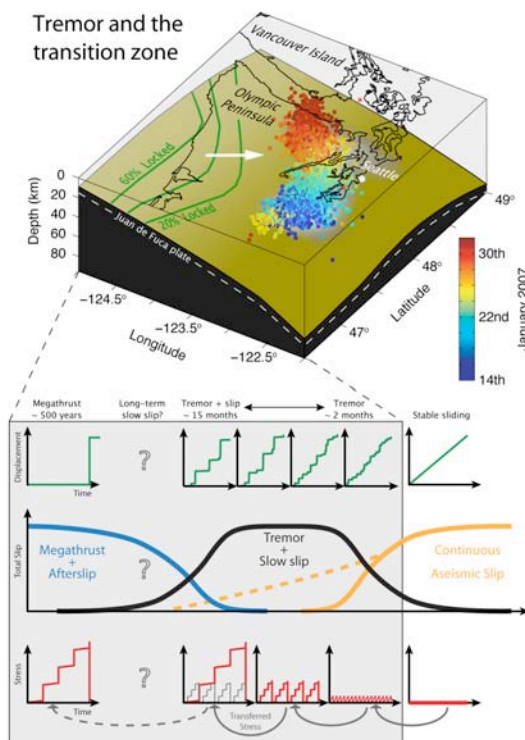 Tremor and the
transition zone
Vancouver Island
Olympic
Peninsula
Seattle
60% Locked
20% Locked
Juan de Fuca plate
Depth (km)
0
20
40
60
80
-124.5°
-123.5°
-122.5°
Longitude
47°
48°
49°
Latitude
30th
22nd
14th
January 2007
Megathrust
~ 500 years
Long-term
slow slip?
Tremor + slip
~ 15 months
Tremor
~ 2 months
Stable sliding
Displacement
Time
?
Total Slip
Megathrust
+
Afterslip
?
Tremor
+
Slow slip
Continuous
Aseismic Slip
Stress
Time
?
Transferred
Stress